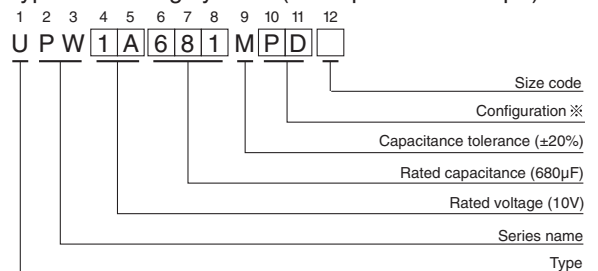 1 2 3 4 5 6 7 8 9 10 11 12
U P W 1 A 6 8 1 M P D
Size code
Configuration ※
Capacitance tolerance (±20%)
Rated capacitance (680µF)
Rated voltage (10V)
Series name
Type